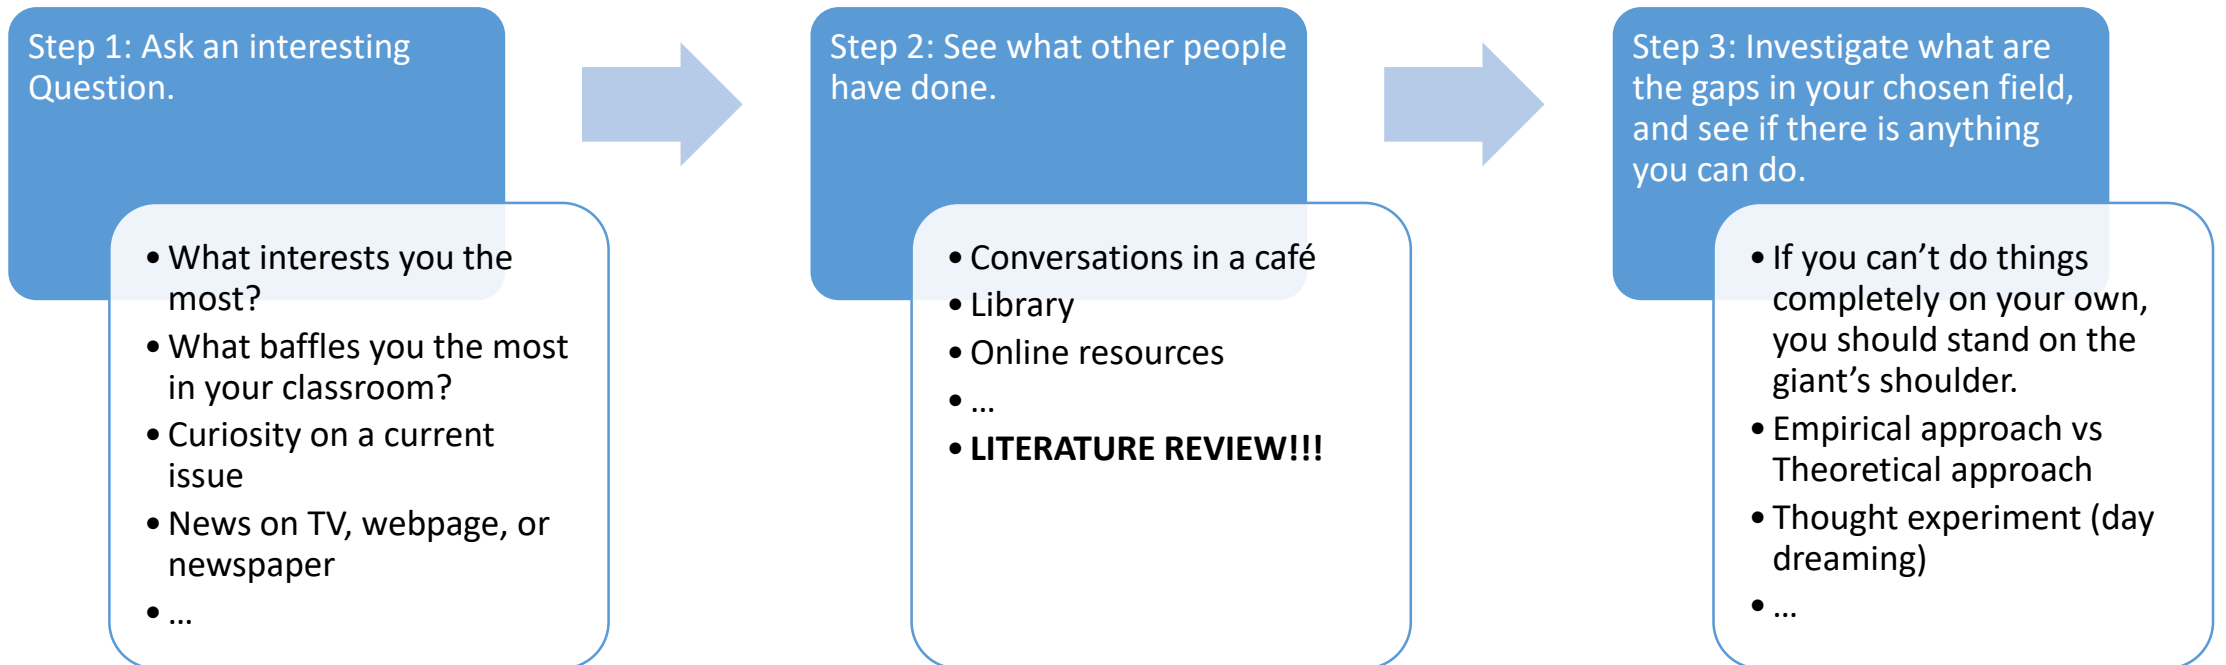 Step 1: Ask an interesting
Question.
• What interests you the
most?
• What baffles you the most
in your classroom?
• Curiosity on a current
issue
• News on TV, webpage, or
newspaper
• ...
Step 2: See what other people
have done.
• Conversations in a café
• Library
• Online resources
• ...
• LITERATURE REVIEW!!!
Step 3: Investigate what are
the gaps in your chosen field,
and see if there is anything
you can do.
• If you can’t do things
completely on your own,
you should stand on the
giant’s shoulder.
• Empirical approach vs
Theoretical approach
• Thought experiment (day
dreaming)
• ...